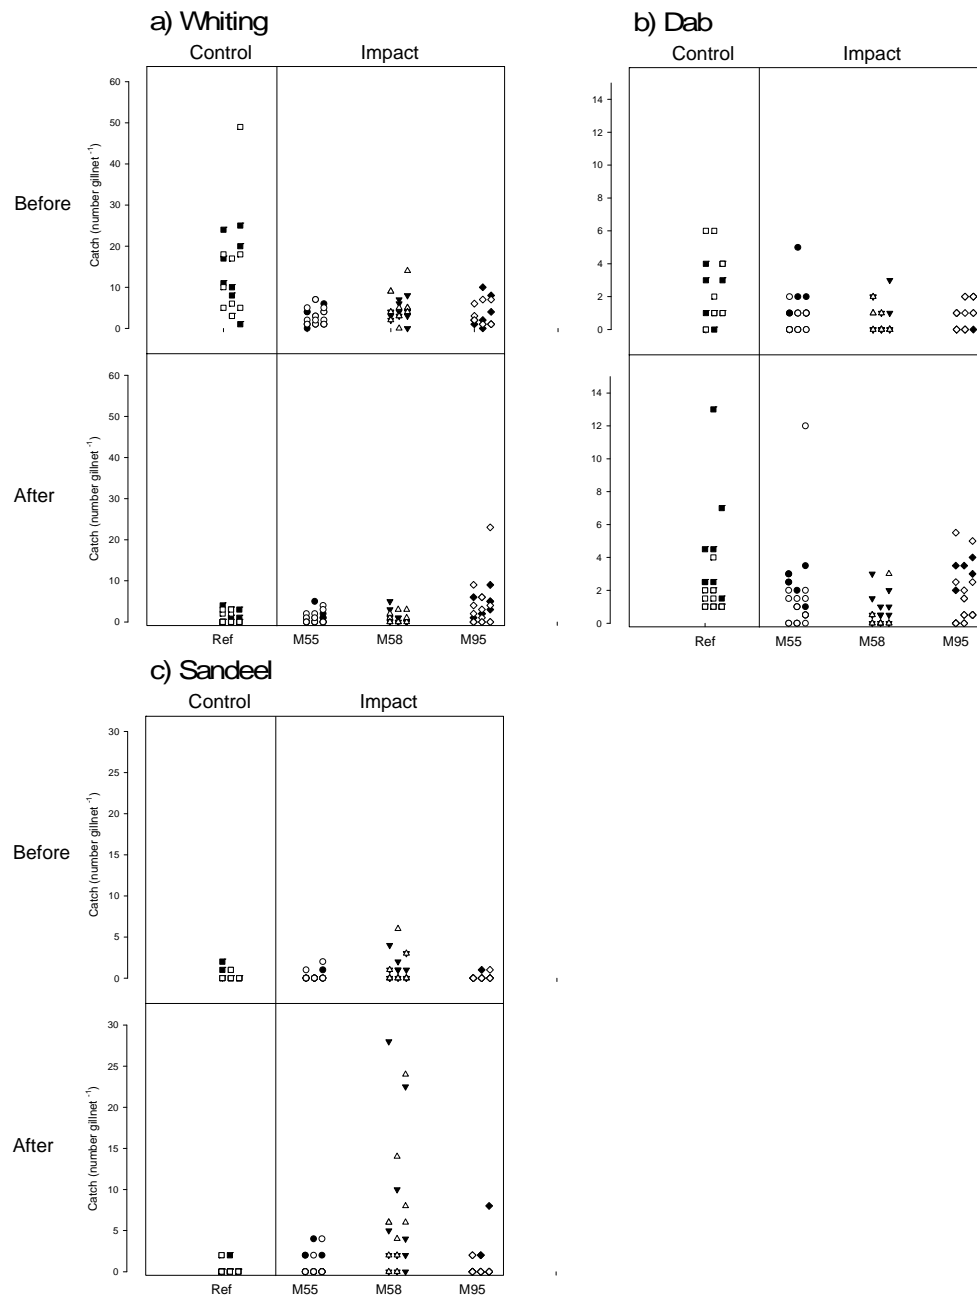 a) Whiting
b) Dab
Control Impact
Control Impact
Before
Catch (number gillnet -1)
60
50
40
30
20
10
0
14
12
10
8
6
4
2
0
After
Catch (number gillnet -1)
60
50
40
30
20
10
0
14
12
10
8
6
4
2
0
Ref M55 M58 M95
Ref M55 M58 M95
c) Sandeel
Control Impact
Before
Catch (number gillnet -1)
30
25
20
15
10
5
0
After
Catch (number gillnet -1)
30
25
20
15
10
5
0
Ref M55 M58 M95